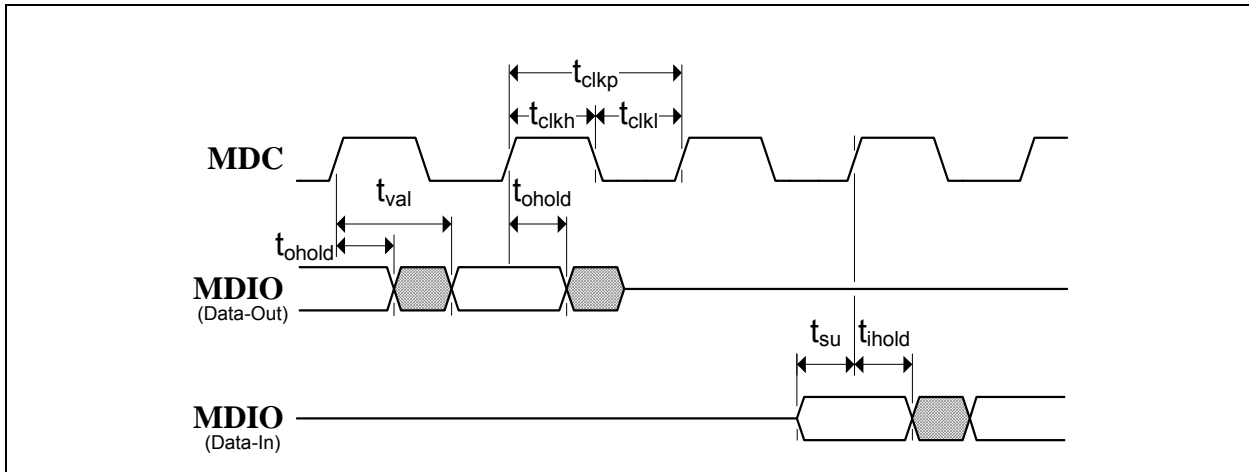 tclkp
tclkh tclkl
MDC
tval tohold
tohold
MDIO
(Data-Out)
tsu tihold
MDIO
(Data-In)